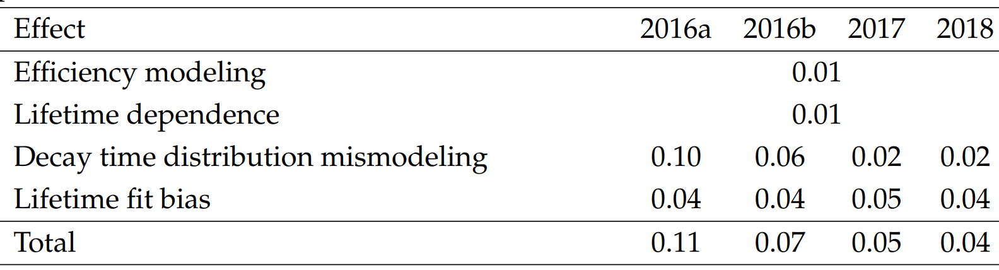 Effect 2016a 2016b 2017 2018
Efficiency modeling 0.01
Lifetime dependence 0.01
Decay time distribution mismodeling 0.10 0.06 0.02 0.02
Lifetime fit bias 0.04 0.04 0.05 0.04
Total 0.11 0.07 0.05 0.04